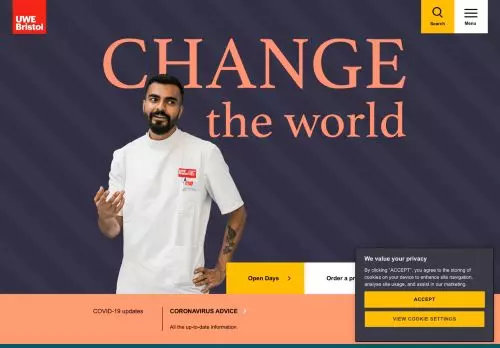 UWE
Bristol
Search
Menu
CHANGE
the world
Open Days
Order a
We value your privacy
By clicking "ACCEPT", you agree to the storing of
cookies on your device to enhance site navigation,
analyse site usage, and assist in our marketing.
ACCEPT
VIEW COOKIE SETTINGS
COVID-19 updates
CORONAVIRUS ADVICE
All the up-to-date information